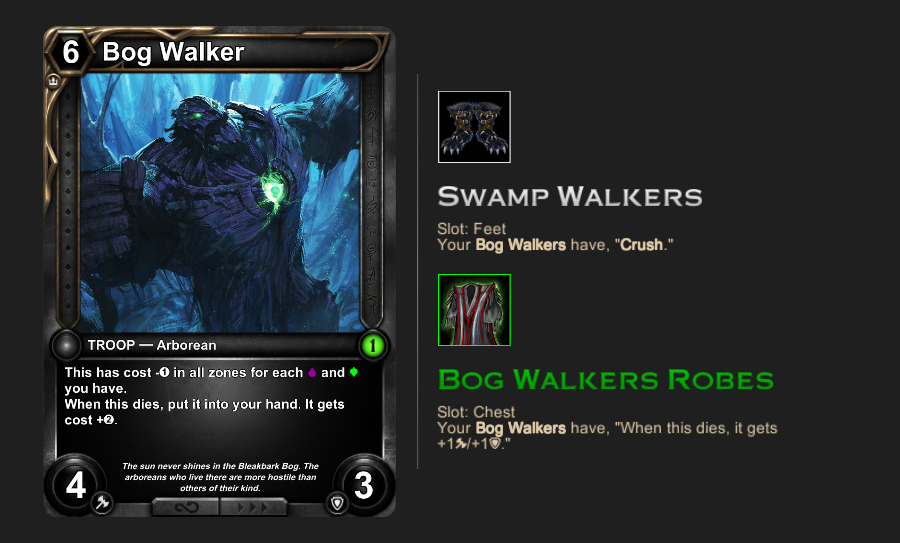 6 Bog Walker
TROOP — Arborean
1
This has cost -1 in all zones for each and
you have.
When this dies, put it into your hand. It gets
cost +2.
The sun never shines in the Bleakbark Bog. The
arboreans who live there are more hostile than
others of their kind.
4
3
Swamp Walkers
Slot: Feet
Your Bog Walkers have, "Crush."
Bog Walkers Robes
Slot: Chest
Your Bog Walkers have, "When this dies, it gets
+1/+1."